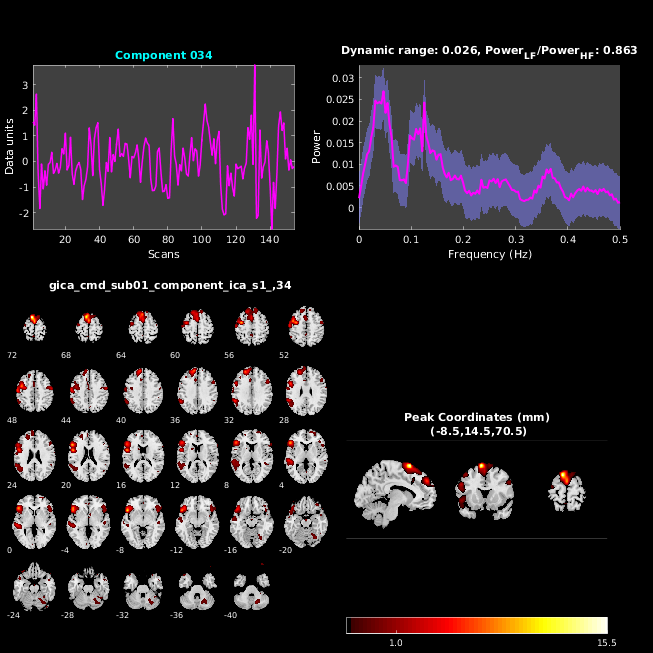 Component 034
Data units
3
2
1
0
-1
-2
20 40 60 80 100 120 140
Scans
Dynamic range: 0.026, PowerLF/PowerHF: 0.863
Power
0.03
0.025
0.02
0.015
0.01
0.005
0
0 0.1 0.2 0.3 0.4 0.5
Frequency (Hz)
gica_cmd_sub01_component_ica_s1_,34
72 68 64 60 56 52
48 44 40 36 32 28
24 20 16 12 8 4
0 -4 -8 -12 -16 -20
-24 -28 -32 -36 -40
Peak Coordinates (mm)
(-8.5,14.5,70.5)
1.0 15.5